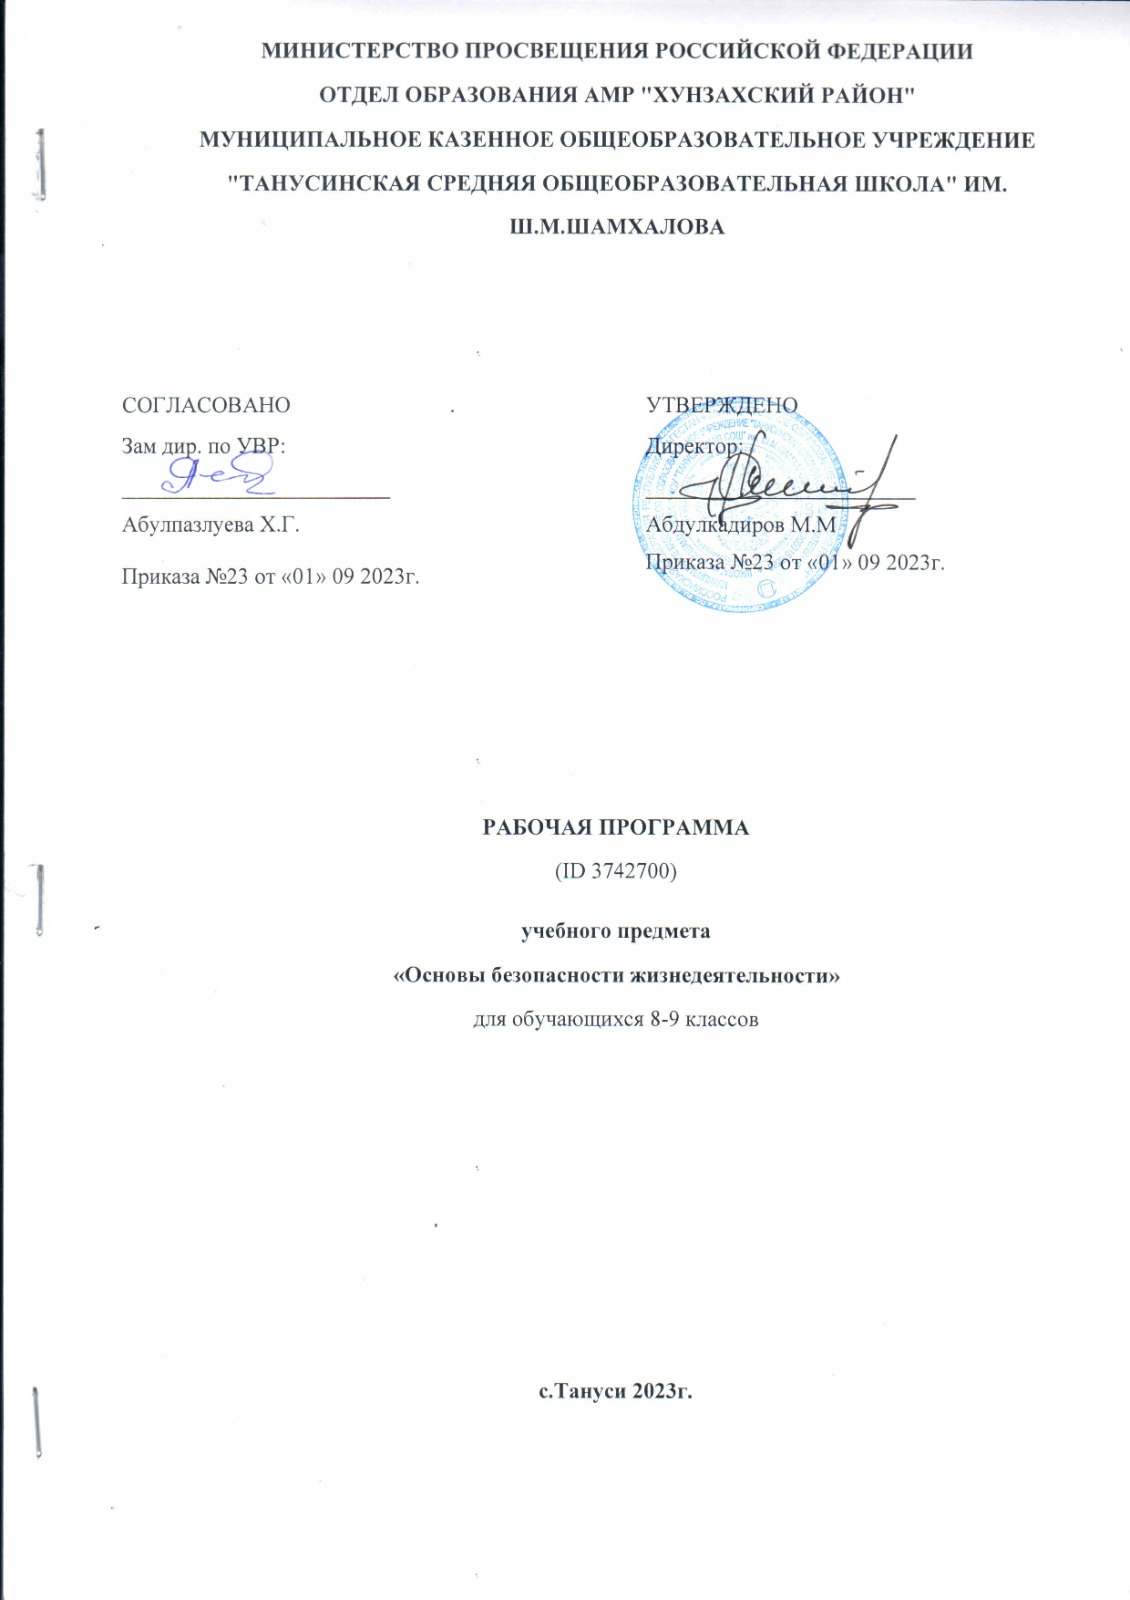 МИНИСТЕРСТВО ПРОСВЕЩЕНИЯ РОССИЙСКОЙ ФЕДЕРАЦИИ
ОТДЕЛ ОБРАЗОВАНИЯ АМР "ХУНЗАХСКИЙ РАЙОН"
МУНИЦИПАЛЬНОЕ КАЗЕННОЕ ОБЩЕОБРАЗОВАТЕЛЬНОЕ УЧРЕЖДЕНИЕ
"ТАНУСИНСКАЯ СРЕДНЯЯ ОБЩЕОБРАЗОВАТЕЛЬНАЯ ШКОЛА" ИМ.
Ш.М.ШАМХАЛОВА
СОГЛАСОВАНО
Зам дир. по УВР:
Абулпазлуева Х.Г.
Приказа №23 от «01» 09 2023г.
УТВЕРЖДЕНО
Директор:
Абдулкадиров М.М
Приказа №23 от «01» 09 2023г.
РАБОЧАЯ ПРОГРАММА
(ID 3742700)
учебного предмета
«Основы безопасности жизнедеятельности»
для обучающихся 8-9 классов
с.Тануси 2023г.